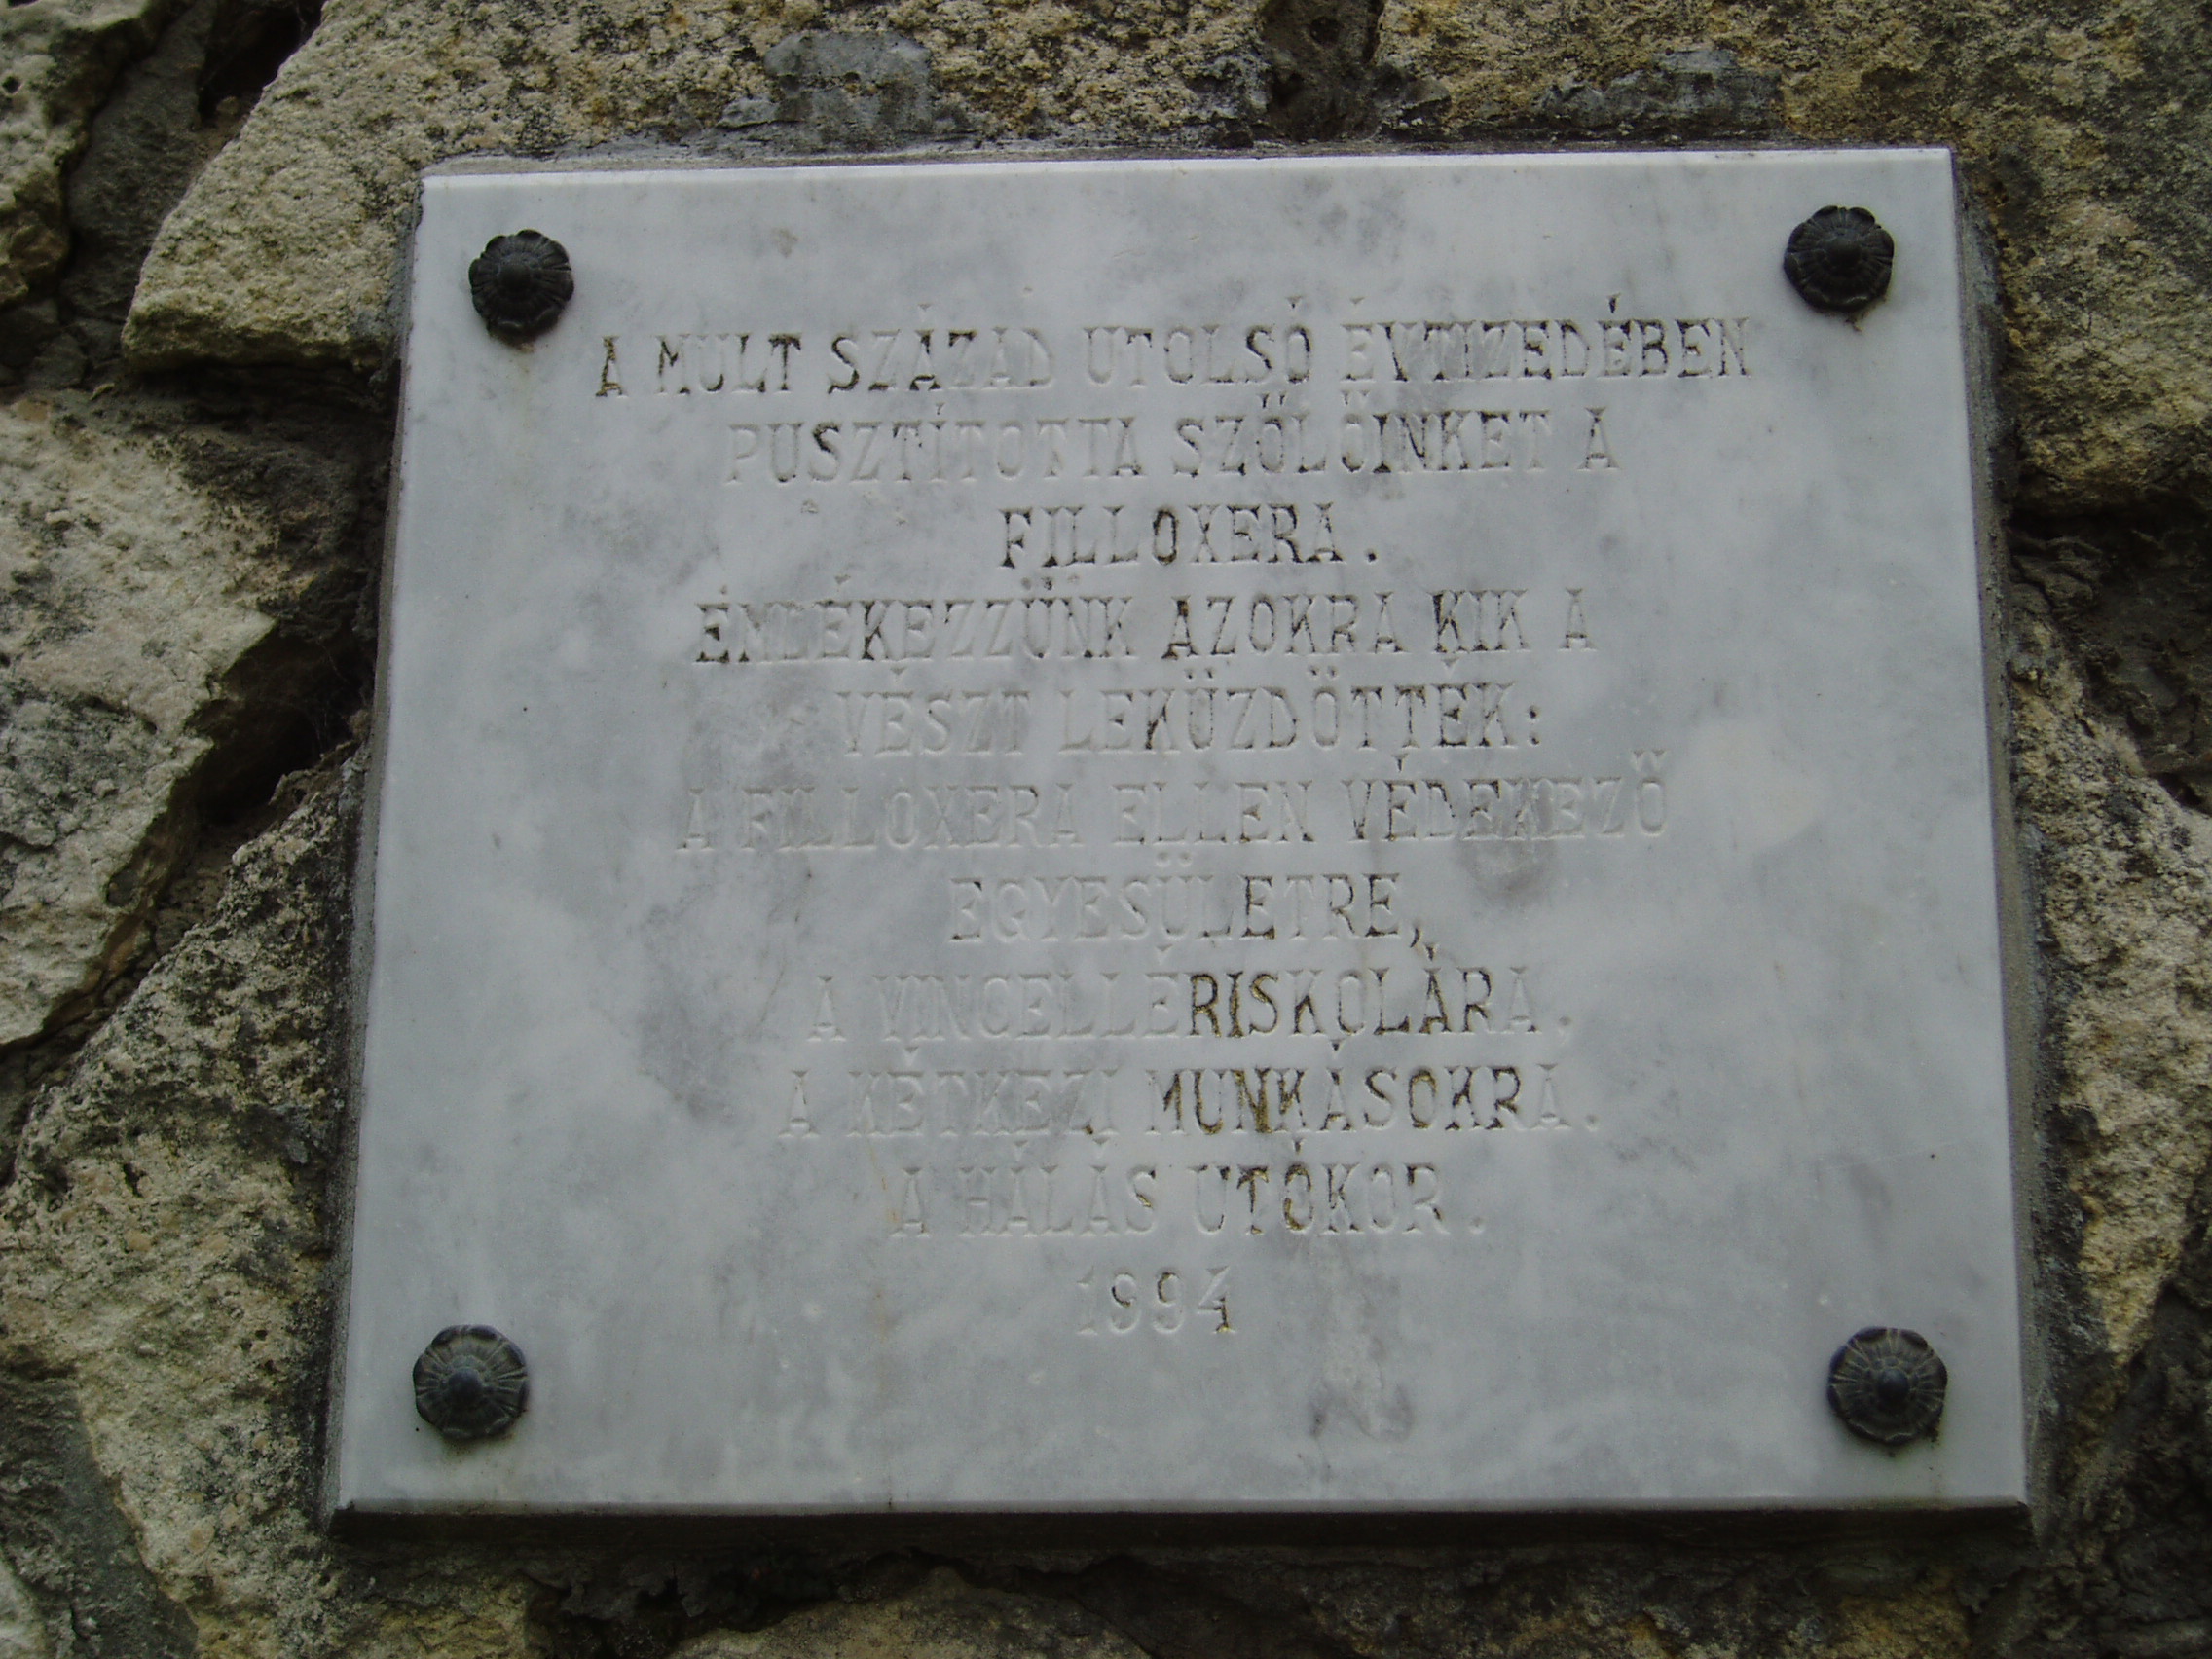 A MULT SZÁZAD UTOLSÓ ÉVTIZEDÉBEN
PUSZTÍTOTTA SZŐLŐINKET A
FILLOXERA.
EMLÉKEZZÜNK AZOKRA KIK A
VÉSZT LEKÜZDÖTTÉK:
A FILLOXERA ELLEN VÉDEKEZŐ
EGYESÜLETRE,
A VINCELLÉRISKOLÁRA,
A KÉTKEZI MUNKÁSOKRA.
A HÁLÁS UTÓKOR.
1994